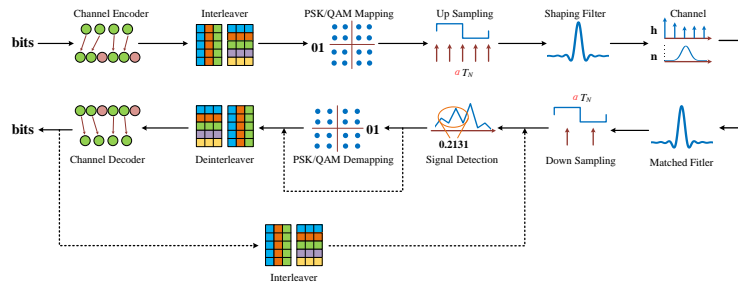 Channel Encoder
Interleaver
PSK/QAM Mapping
Up Sampling
Shaping Filter
Channel
bits
01
a T_N
h
n
bits
Channel Decoder
Deinterleaver
01
PSK/QAM Demapping
0.2131
Signal Detection
a T_N
Down Sampling
Matched Fitler
Interleaver